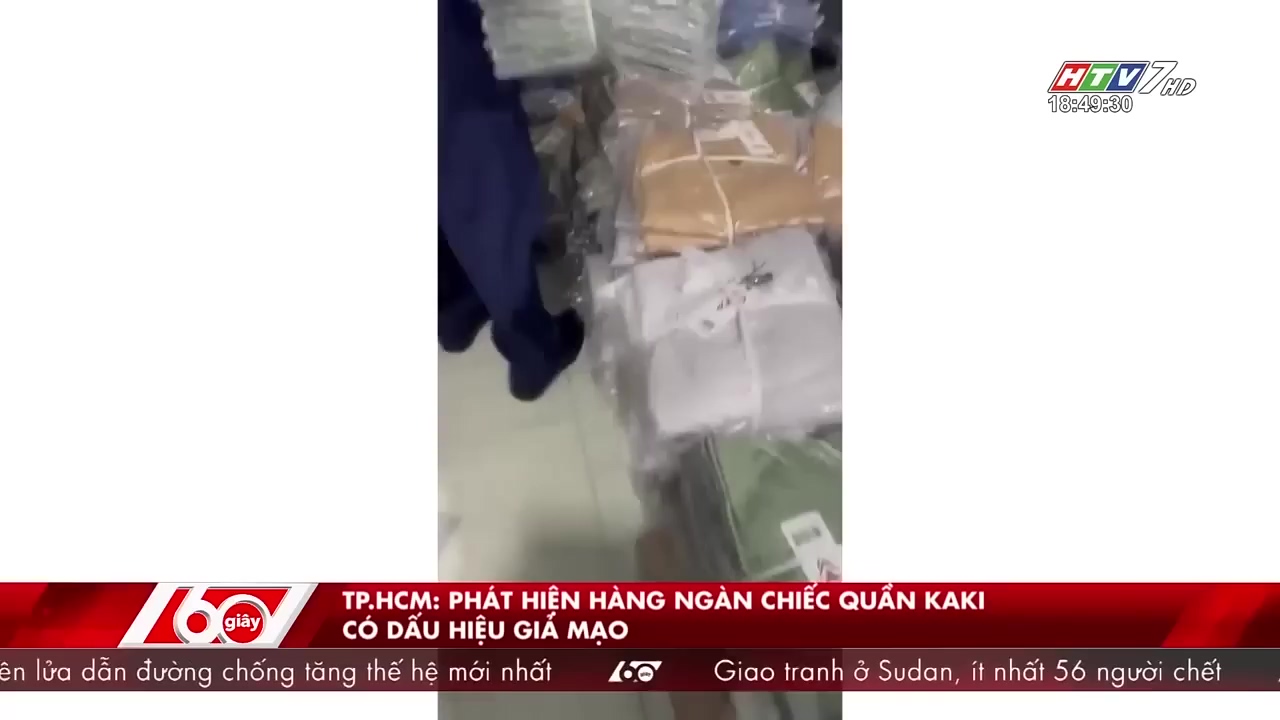 HTV7 HD
18:49:30
60 giây
TP.HCM: PHÁT HIỆN HÀNG NGÀN CHIẾC QUẦN KAKI
CÓ DẤU HIỆU GIẢ MẠO
ên lửa dẫn đường chống tăng thế hệ mới nhất 60 giây Giao tranh ở Sudan, ít nhất 56 người chết